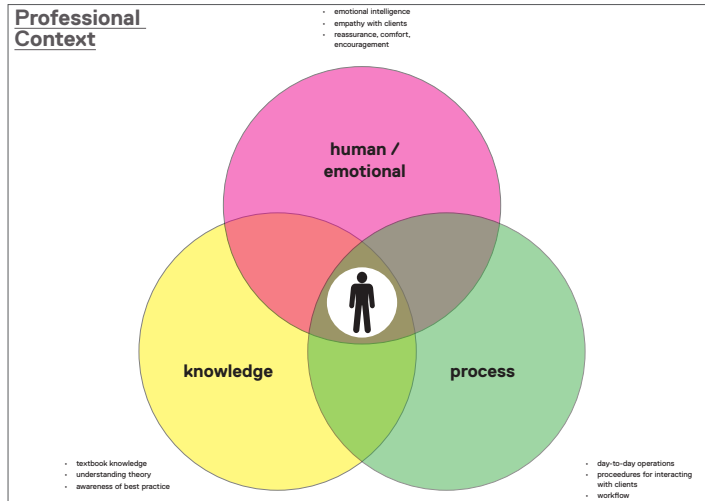 Professional
Context
• emotional intelligence
• empathy with clients
• reassurance, comfort,
encouragement
human /
emotional
knowledge
process
• textbook knowledge
• understanding theory
• awareness of best practice
• day-to-day operations
• proceedures for interacting
with clients
• workflow